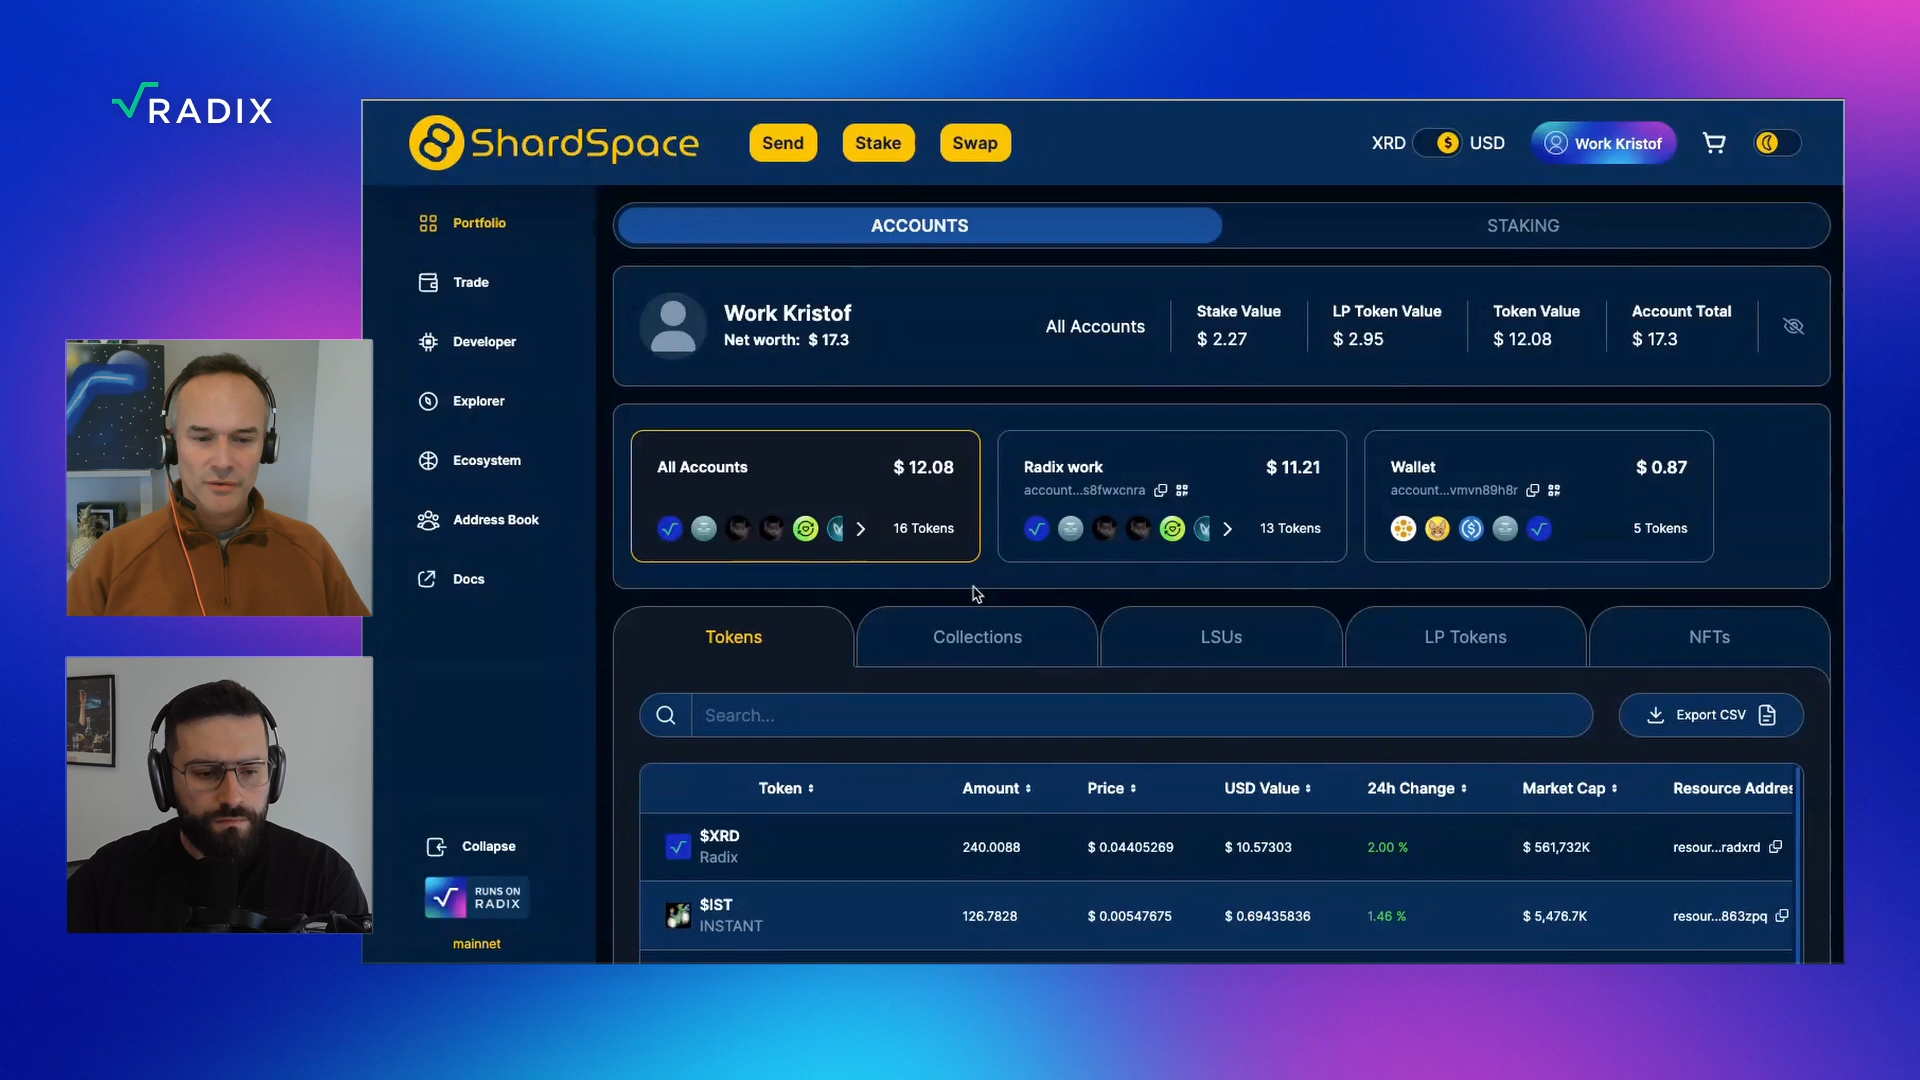 RADIX
ShardSpace
Send
Stake
Swap
XRD
$
USD
Work Kristof
Portfolio
Trade
Developer
Explorer
Ecosystem
Address Book
Docs
Collapse
RUNS ON
RADIX
mainnet
ACCOUNTS
STAKING
Work Kristof
Net worth: $ 17.3
All Accounts
Stake Value
$ 2.27
LP Token Value
$ 2.95
Token Value
$ 12.08
Account Total
$ 17.3
All Accounts
$ 12.08
16 Tokens
Radix work
$ 11.21
account...s8fwxcnra
13 Tokens
Wallet
$ 0.87
account...vmvn89h8r
5 Tokens
Tokens
Collections
LSUs
LP Tokens
NFTs
Search...
Export CSV
Token Amount Price USD Value 24h Change Market Cap Resource Addres
$XRD
Radix
240.0088 $ 0.04405269 $ 10.57303 2.00 % $ 561,732K resour...radxrd
$IST
INSTANT
126.7828 $ 0.00547675 $ 0.69435836 1.46 % $ 5,476.7K resour...863zpq